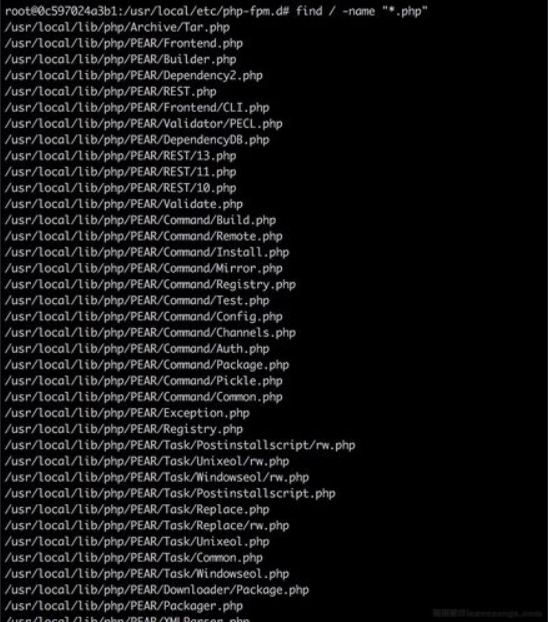 root@0c597024a3b1:/usr/local/etc/php-fpm.d# find / -name "*.php"
/usr/local/lib/php/Archive/Tar.php
/usr/local/lib/php/PEAR/Frontend.php
/usr/local/lib/php/PEAR/Builder.php
/usr/local/lib/php/PEAR/Dependency2.php
/usr/local/lib/php/PEAR/REST.php
/usr/local/lib/php/PEAR/Frontend/CLI.php
/usr/local/lib/php/PEAR/Validator/PECL.php
/usr/local/lib/php/PEAR/DependencyDB.php
/usr/local/lib/php/PEAR/REST/13.php
/usr/local/lib/php/PEAR/REST/11.php
/usr/local/lib/php/PEAR/REST/10.php
/usr/local/lib/php/PEAR/Validate.php
/usr/local/lib/php/PEAR/Command/Build.php
/usr/local/lib/php/PEAR/Command/Remote.php
/usr/local/lib/php/PEAR/Command/Install.php
/usr/local/lib/php/PEAR/Command/Mirror.php
/usr/local/lib/php/PEAR/Command/Registry.php
/usr/local/lib/php/PEAR/Command/Test.php
/usr/local/lib/php/PEAR/Command/Config.php
/usr/local/lib/php/PEAR/Command/Channels.php
/usr/local/lib/php/PEAR/Command/Auth.php
/usr/local/lib/php/PEAR/Command/Package.php
/usr/local/lib/php/PEAR/Command/Pickle.php
/usr/local/lib/php/PEAR/Command/Common.php
/usr/local/lib/php/PEAR/Exception.php
/usr/local/lib/php/PEAR/Registry.php
/usr/local/lib/php/PEAR/Task/Postinstallscript/rw.php
/usr/local/lib/php/PEAR/Task/Unixeol/rw.php
/usr/local/lib/php/PEAR/Task/Windowseol/rw.php
/usr/local/lib/php/PEAR/Task/Postinstallscript.php
/usr/local/lib/php/PEAR/Task/Replace.php
/usr/local/lib/php/PEAR/Task/Replace/rw.php
/usr/local/lib/php/PEAR/Task/Unixeol.php
/usr/local/lib/php/PEAR/Task/Common.php
/usr/local/lib/php/PEAR/Task/Windowseol.php
/usr/local/lib/php/PEAR/Downloader/Package.php
/usr/local/lib/php/PEAR/Packager.php
/usr/local/lib/php/PEAR/XMLParser.php